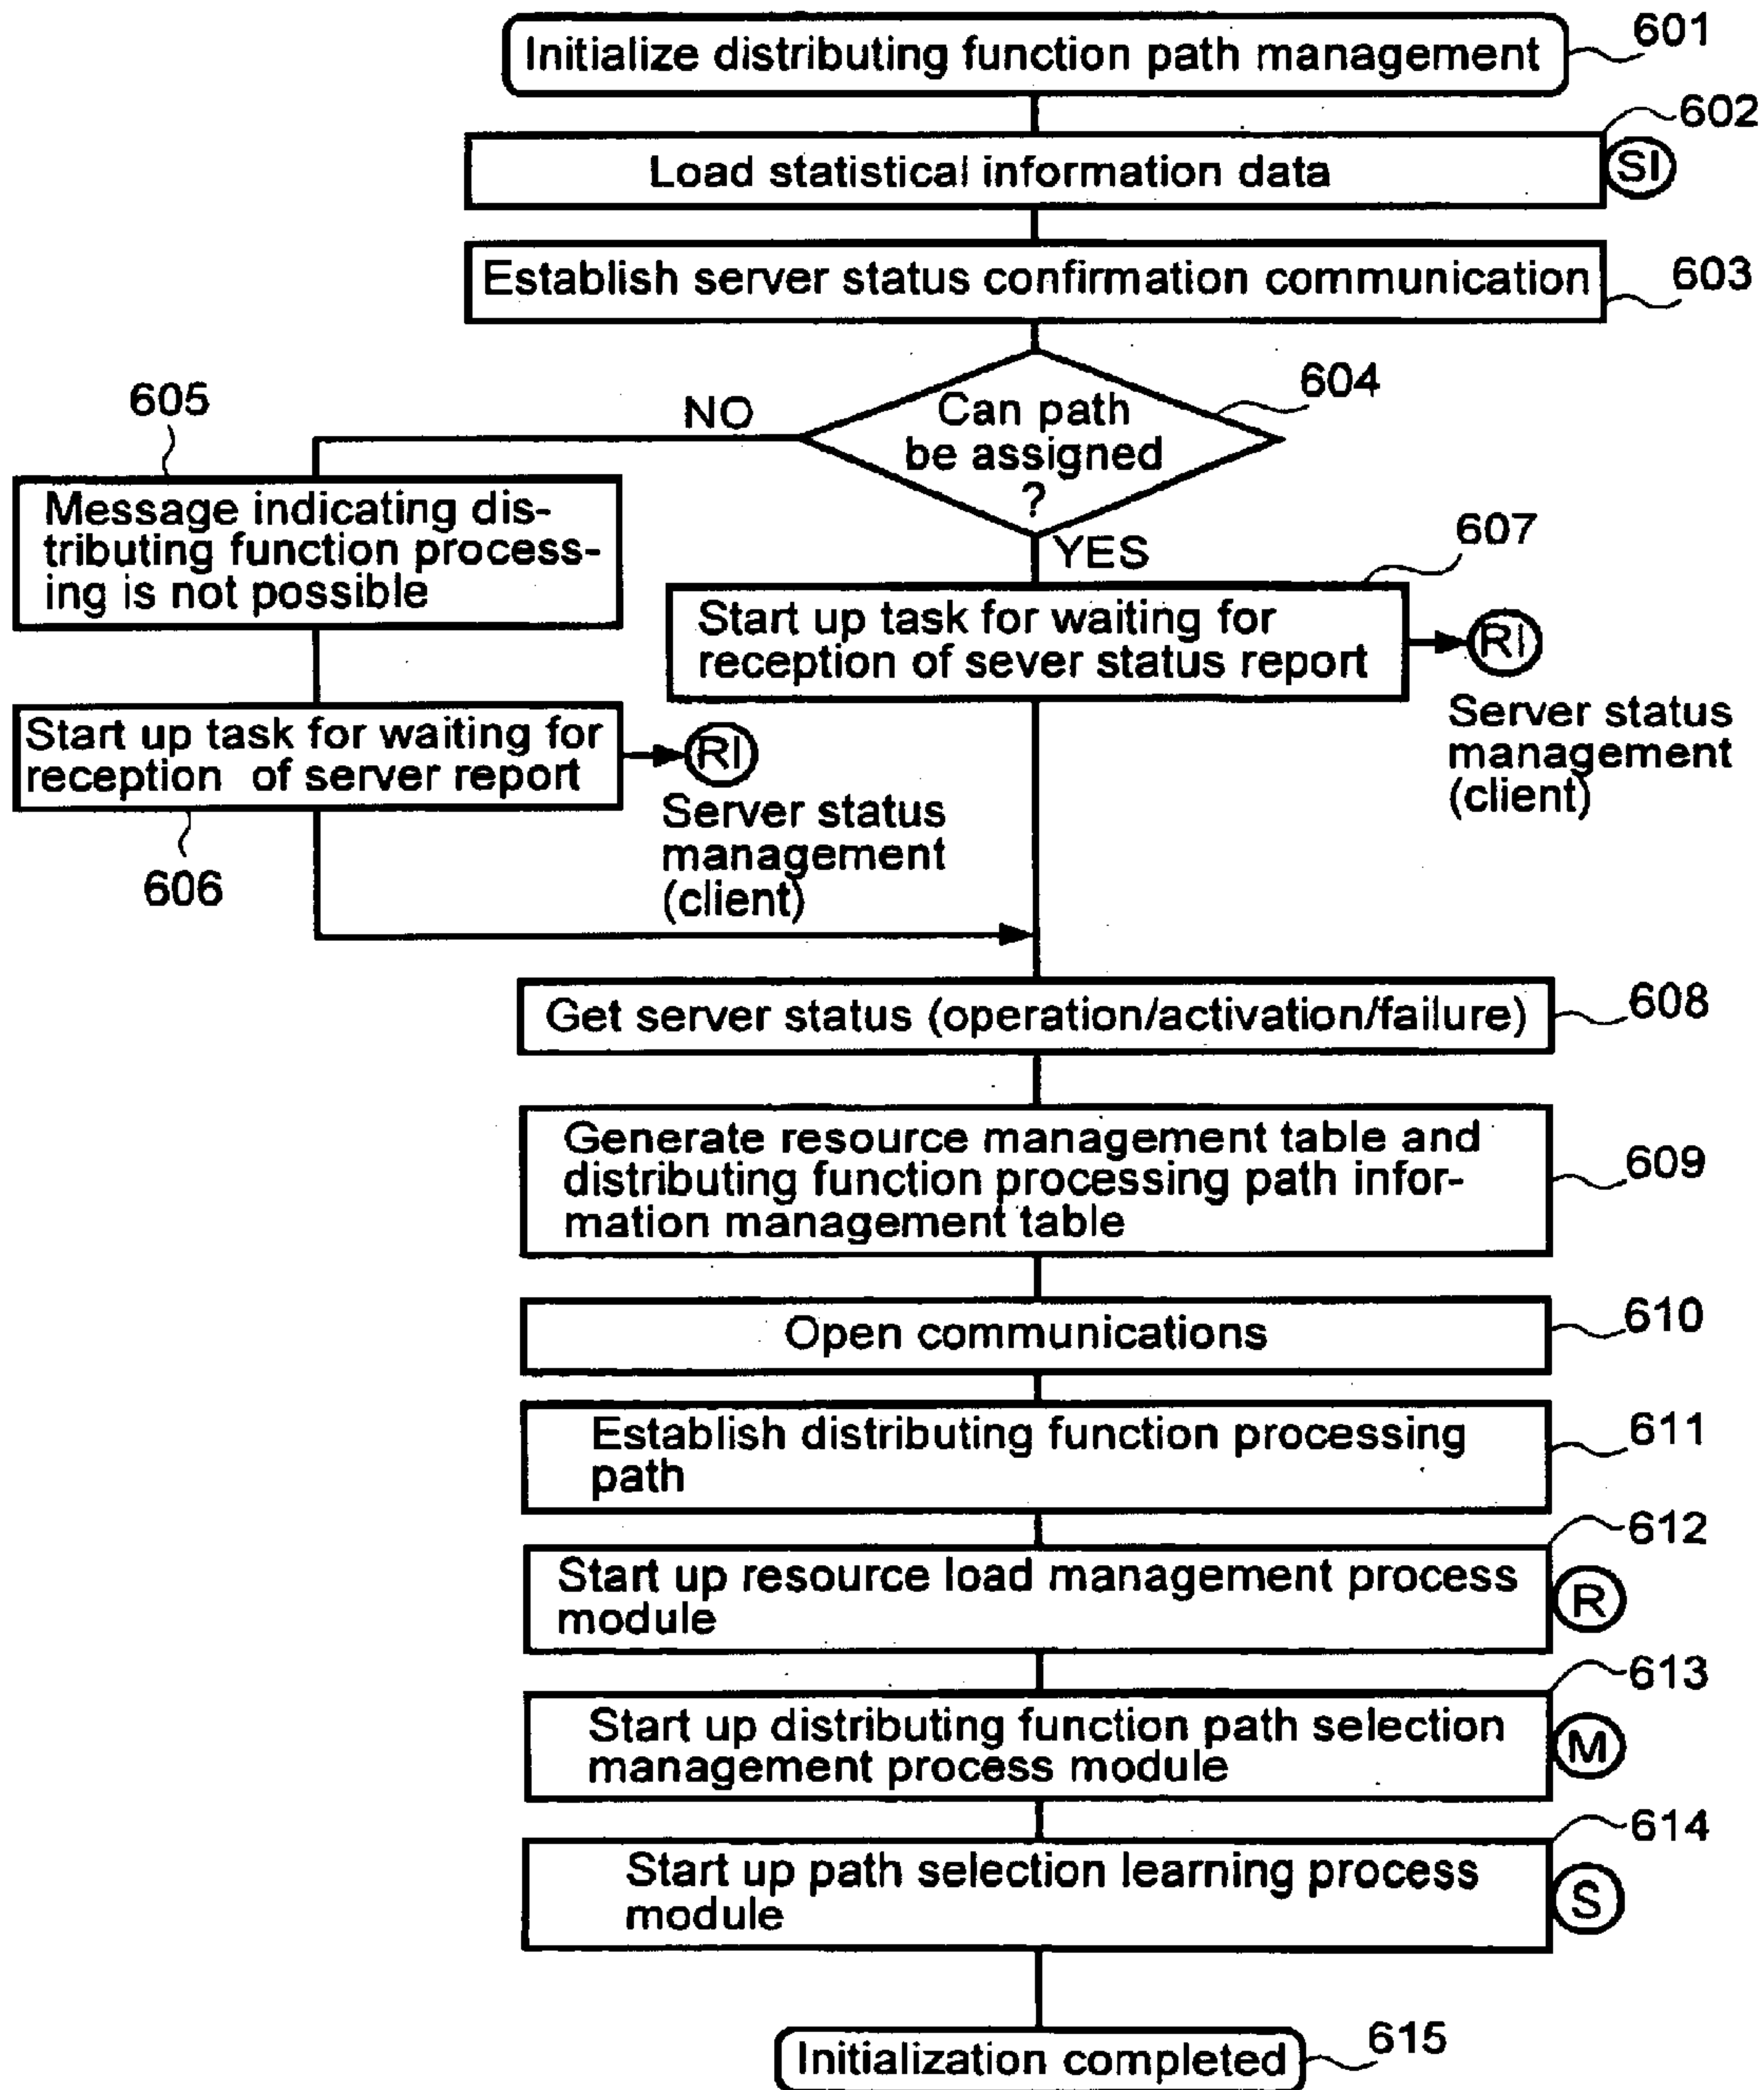 Initialize distributing function path management
601
602
Load statistical information data
SI
Establish server status confirmation communication
603
604
Can path
be assigned
?
NO
YES
605
Message indicating dis-
tributing function process-
ing is not possible
607
Start up task for waiting for
reception of sever status report
RI
Server status
management
(client)
Start up task for waiting for
reception of server report
RI
Server status
management
(client)
606
Get server status (operation/activation/failure)
608
Generate resource management table and
distributing function processing path infor-
mation management table
609
Open communications
610
Establish distributing function processing
path
611
612
Start up resource load management process
module
R
613
Start up distributing function path selection
management process module
M
614
Start up path selection learning process
module
S
Initialization completed
615